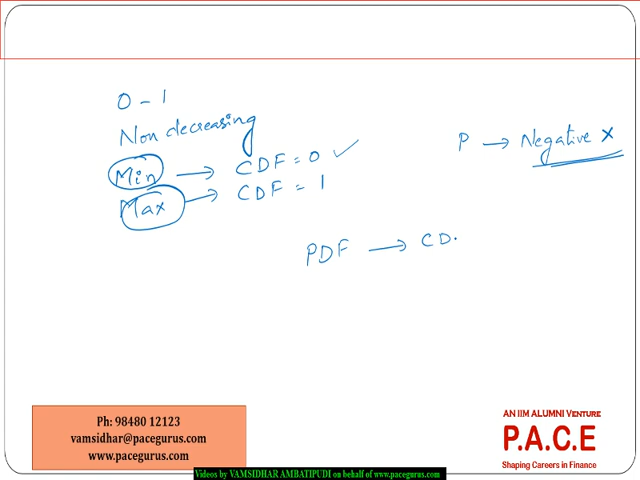 0 - 1
Non decreasing
Min → CDF = 0 ✓
Max → CDF = 1
P → Negative X
PDF → CD
Ph: 98480 12123
vamsidhar@pacegurus.com
www.pacegurus.com
AN IIM ALUMNI VENTURE
P.A.C.E
Shaping Careers in Finance
Videos by VAMSIDHAR AMBATIPUDI on behalf of www.pacegurus.com